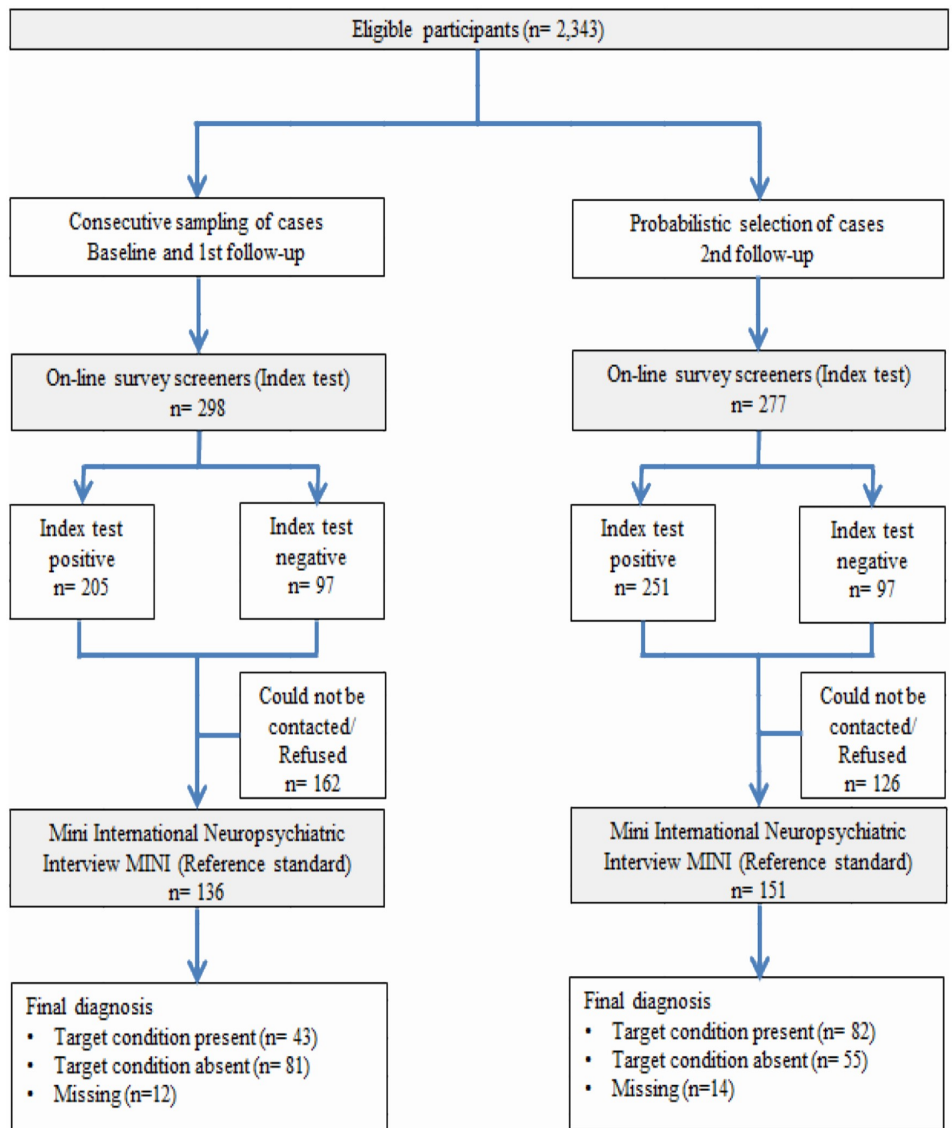 Eligible participants (n= 2,343)
Consecutive sampling of cases
Baseline and 1st follow-up
Probabilistic selection of cases
2nd follow-up
On-line survey screeners (Index test)
n= 298
On-line survey screeners (Index test)
n= 277
Index test
positive
n= 205
Index test
negative
n= 97
Index test
positive
n= 251
Index test
negative
n= 97
Could not be
contacted/
Refused
n= 162
Could not be
contacted/
Refused
n= 126
Mini International Neuropsychiatric
Interview MINI (Reference standard)
n= 136
Mini International Neuropsychiatric
Interview MINI (Reference standard)
n= 151
Final diagnosis
• Target condition present (n= 43)
• Target condition absent (n= 81)
• Missing (n=12)
Final diagnosis
• Target condition present (n= 82)
• Target condition absent (n= 55)
• Missing (n=14)